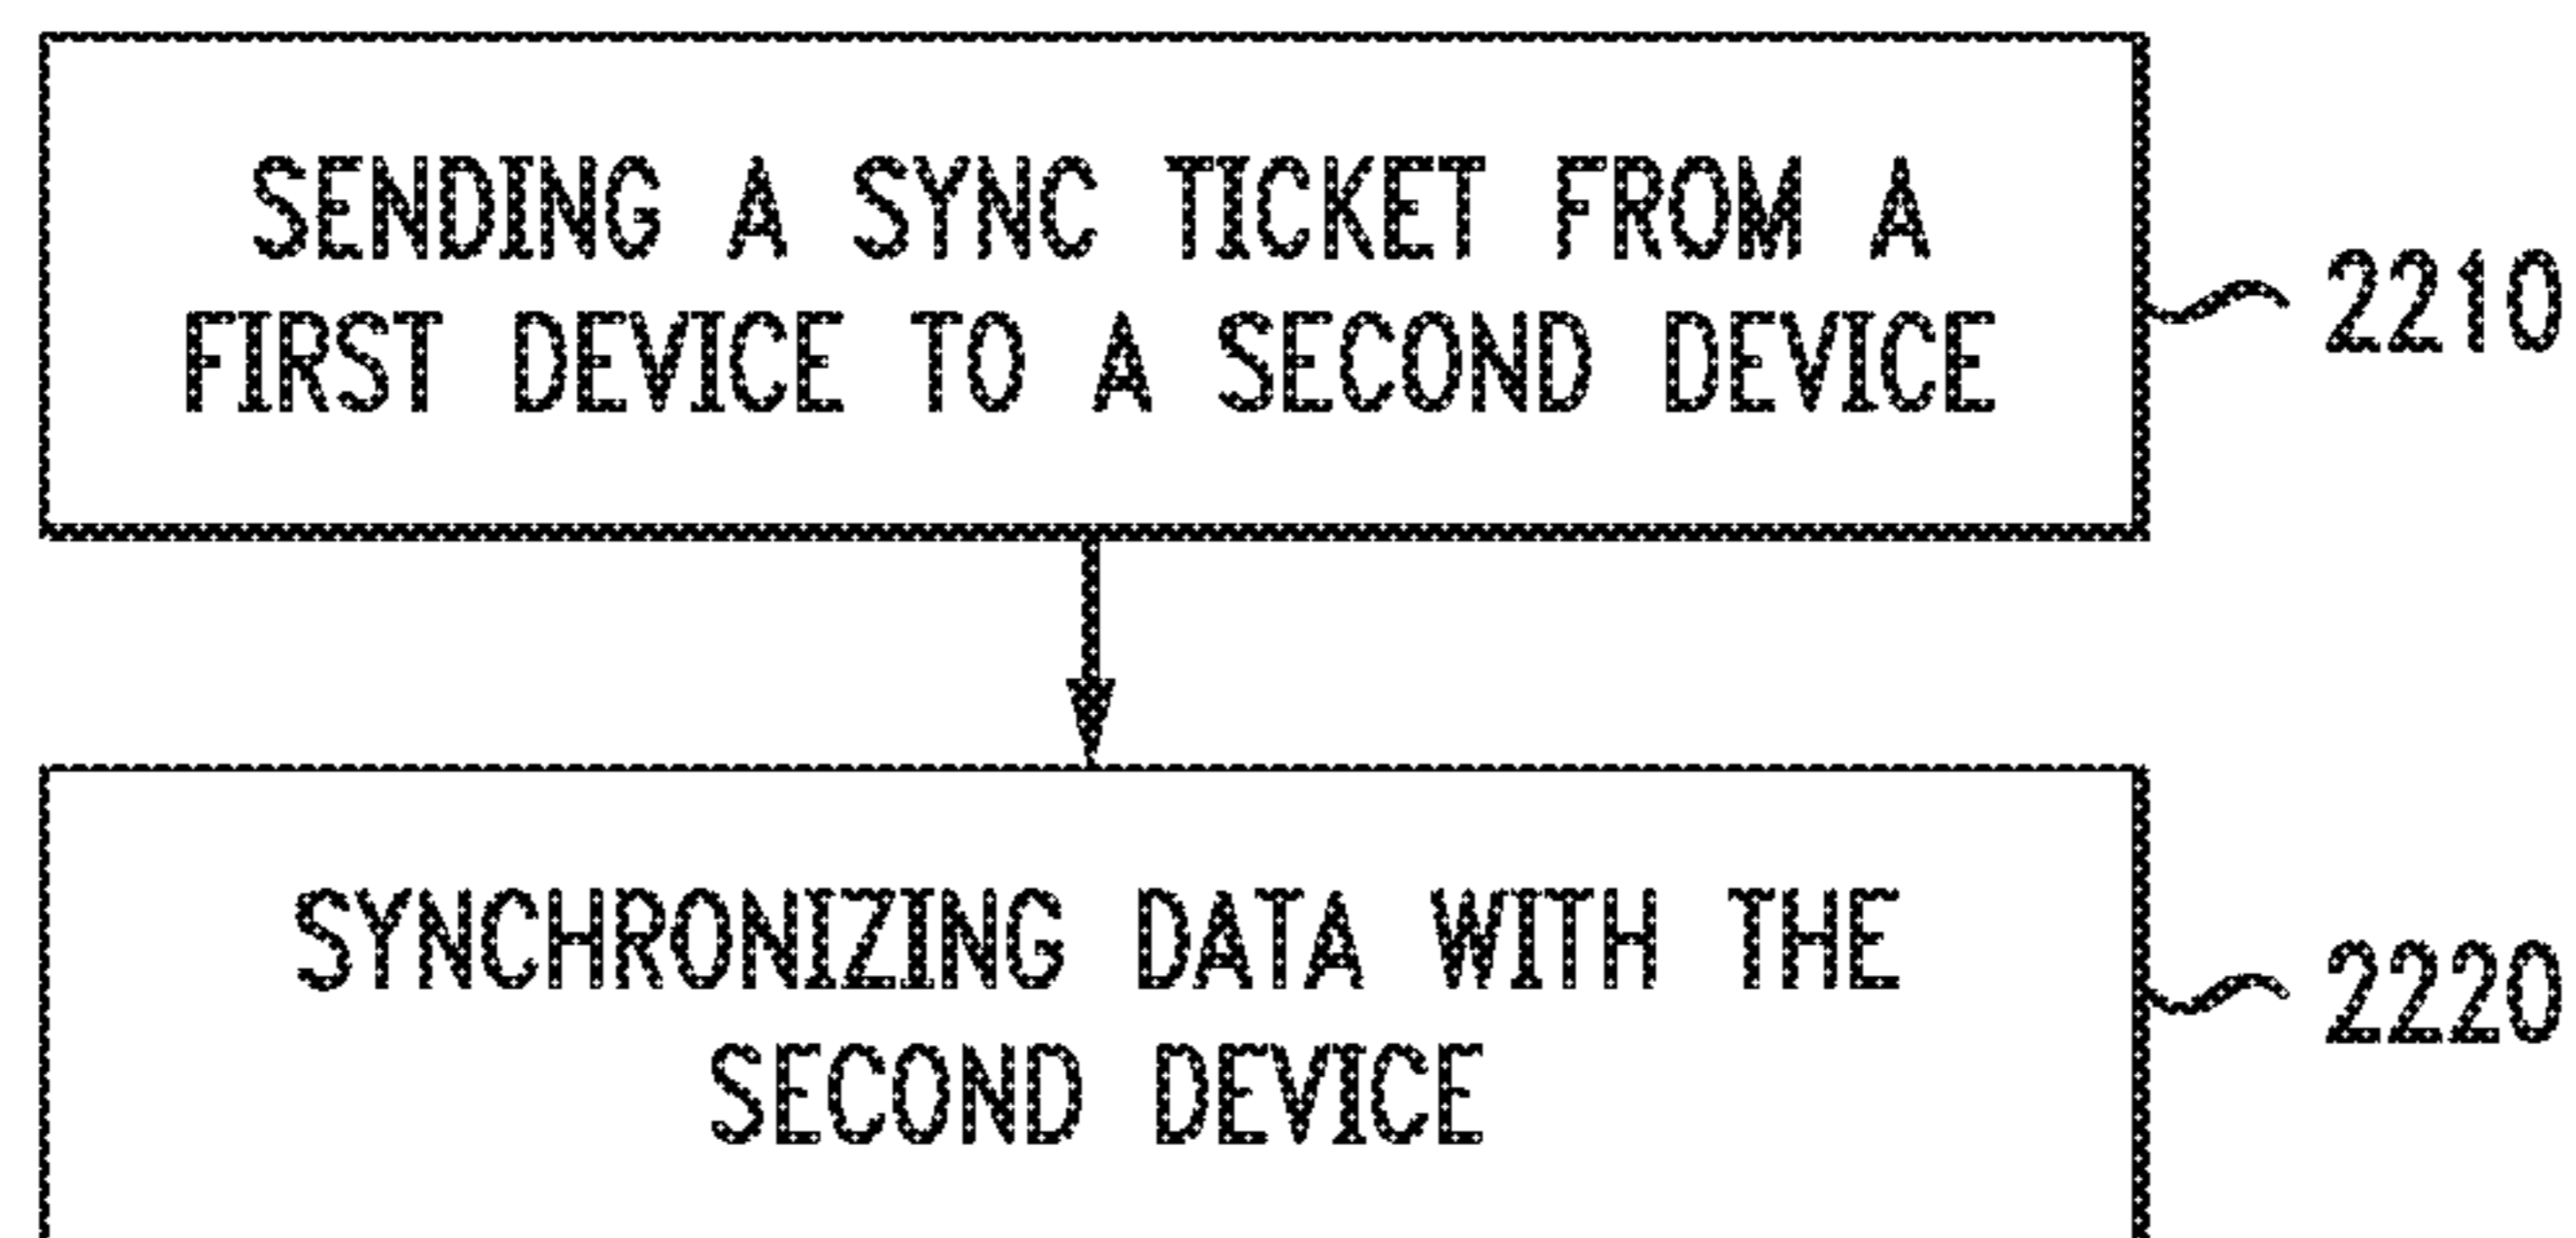 SENDING A SYNC TICKET FROM A
FIRST DEVICE TO A SECOND DEVICE
2210
SYNCHRONIZING DATA WITH THE
SECOND DEVICE
2220